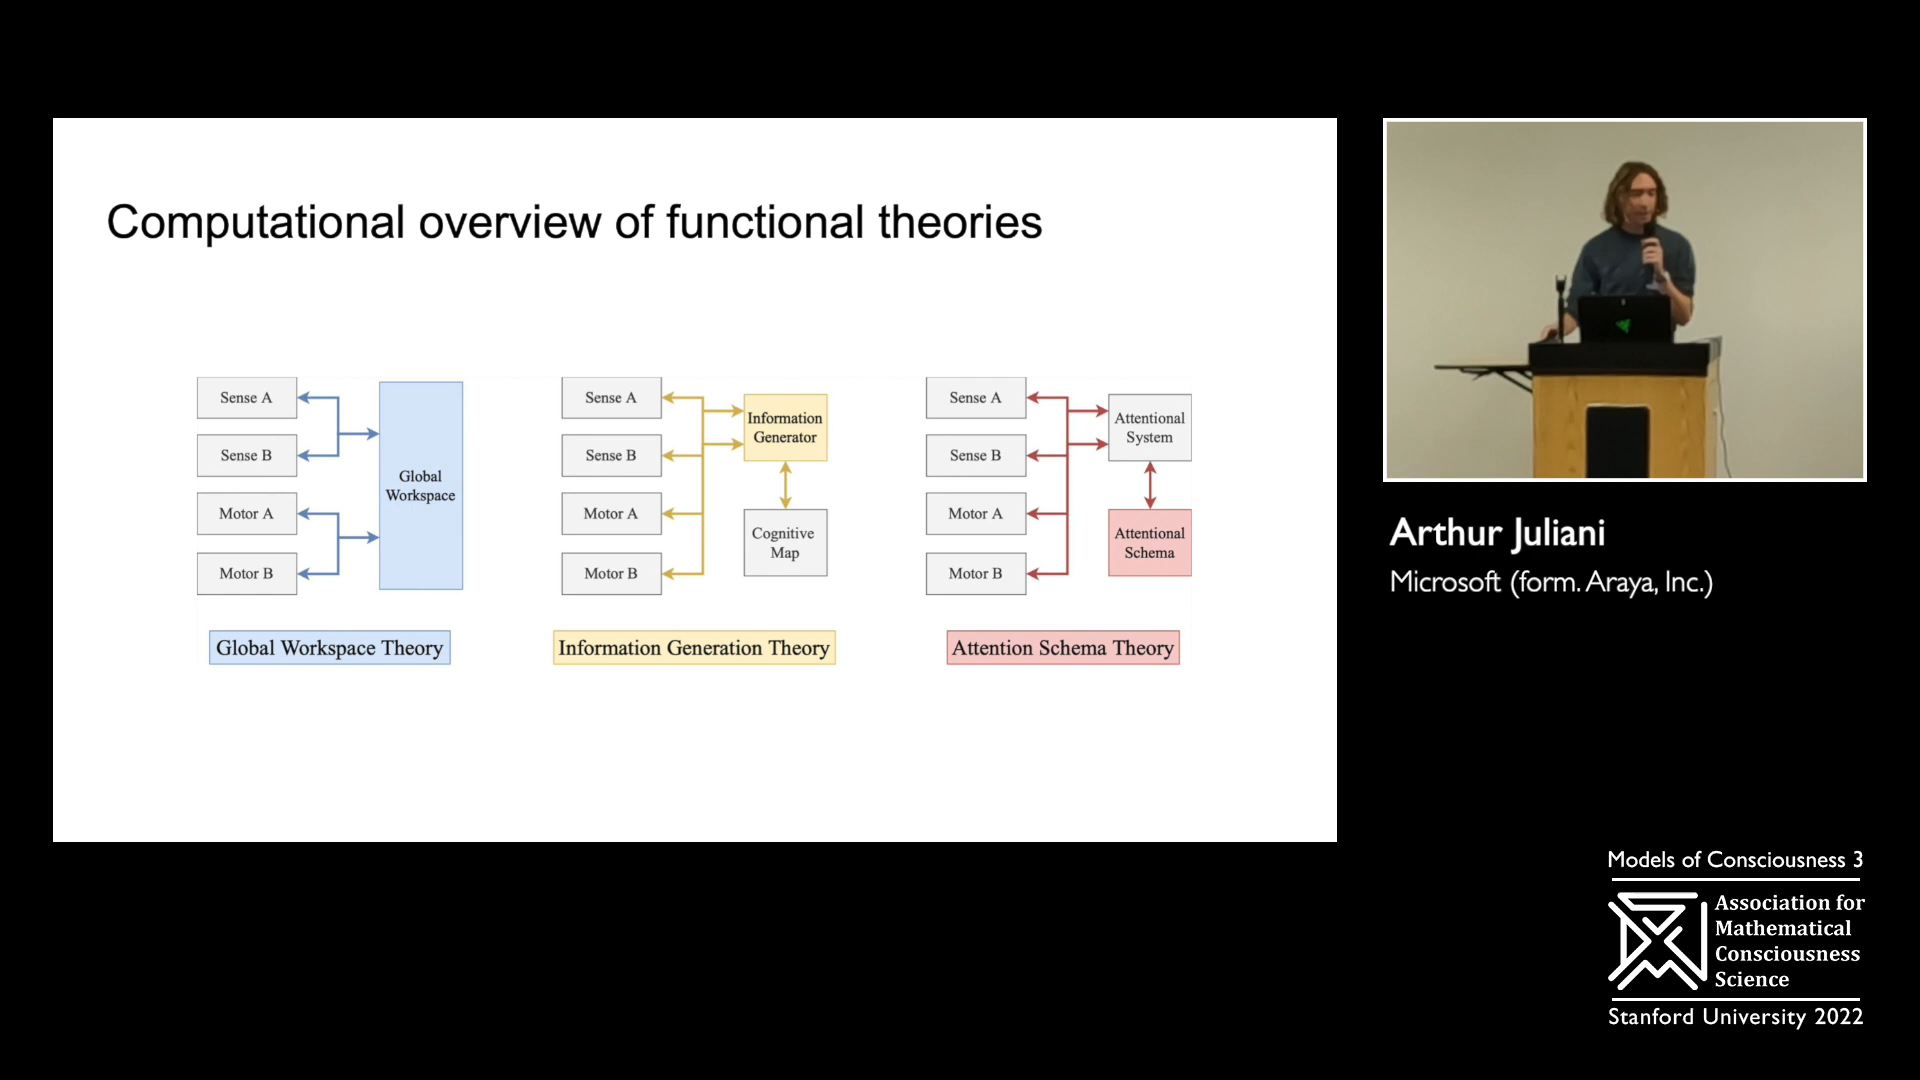 Computational overview of functional theories
Sense A
Sense B
Motor A
Motor B
Global
Workspace
Global Workspace Theory
Sense A
Sense B
Motor A
Motor B
Information
Generator
Cognitive
Map
Information Generation Theory
Sense A
Sense B
Motor A
Motor B
Attentional
System
Attentional
Schema
Attention Schema Theory
Arthur Juliani
Microsoft (form. Araya, Inc.)
Models of Consciousness 3
Association for
Mathematical
Consciousness
Science
Stanford University 2022